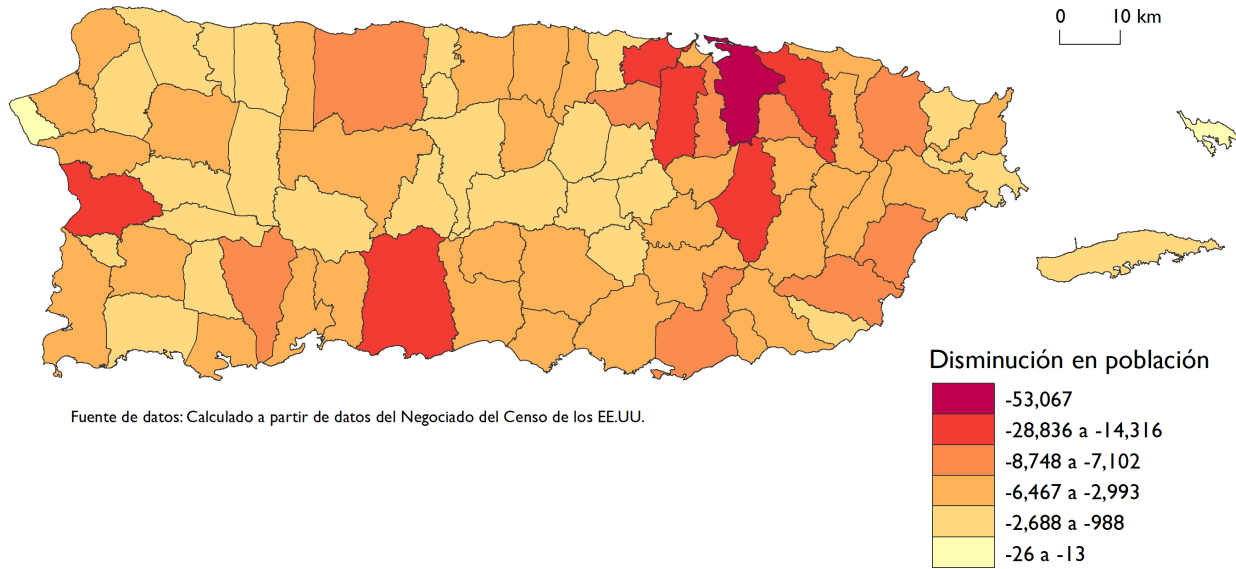 0 10 km
Disminución en población
-53,067
-28,836 a -14,316
-8,748 a -7,102
-6,467 a -2,993
-2,688 a -988
-26 a -13
Fuente de datos: Calculado a partir de datos del Negociado del Censo de los EE.UU.